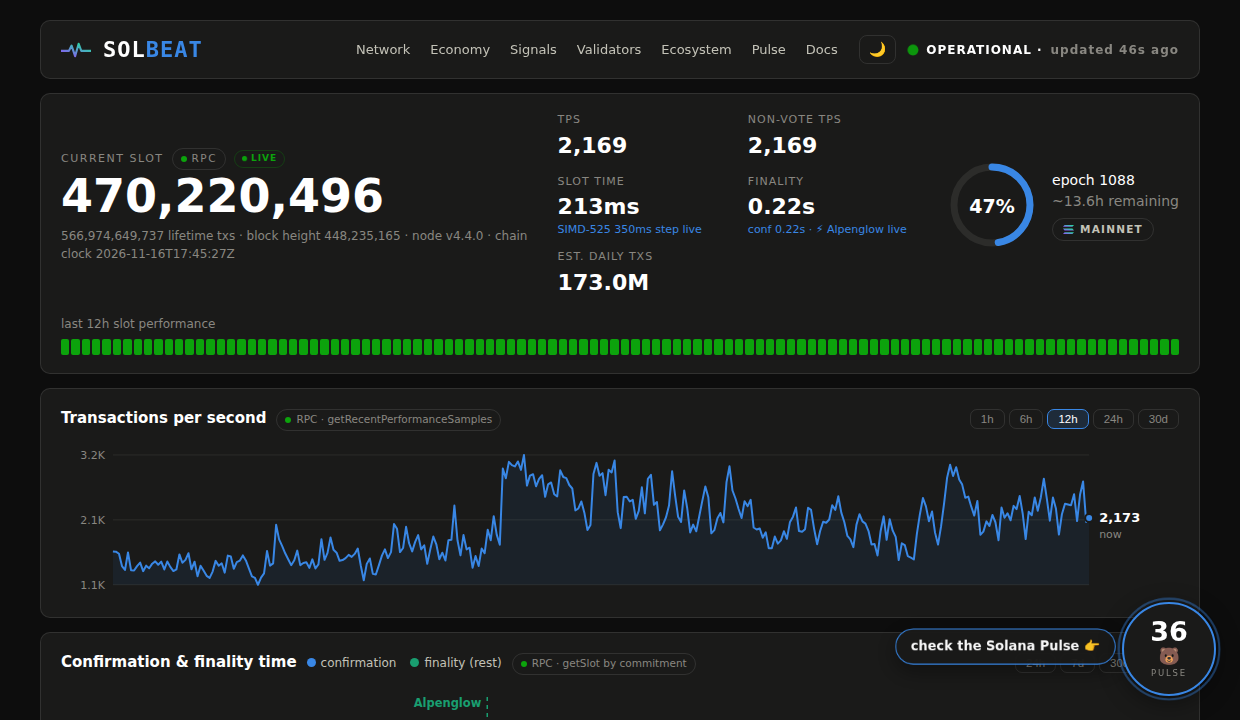 SOLBEAT
Network Economy Signals Validators Ecosystem Pulse Docs 🌙 OPERATIONAL · updated 46s ago
CURRENT SLOT RPC LIVE
470,220,496
566,974,649,737 lifetime txs · block height 448,235,165 · node v4.4.0 · chain
clock 2026-11-16T17:45:27Z
TPS
2,169
NON-VOTE TPS
2,169
SLOT TIME
213ms
SIMD-525 350ms step live
FINALITY
0.22s
conf 0.22s · ⚡ Alpenglow live
EST. DAILY TXS
173.0M
47%
epoch 1088
~13.6h remaining
MAINNET
last 12h slot performance
Transactions per second RPC · getRecentPerformanceSamples
1h 6h 12h 24h 30d
3.2K
2.1K
1.1K
2,173
now
Confirmation & finality time confirmation finality (rest) RPC · getSlot by commitment
Alpenglow
check the Solana Pulse 👉
36
🐻
PULSE